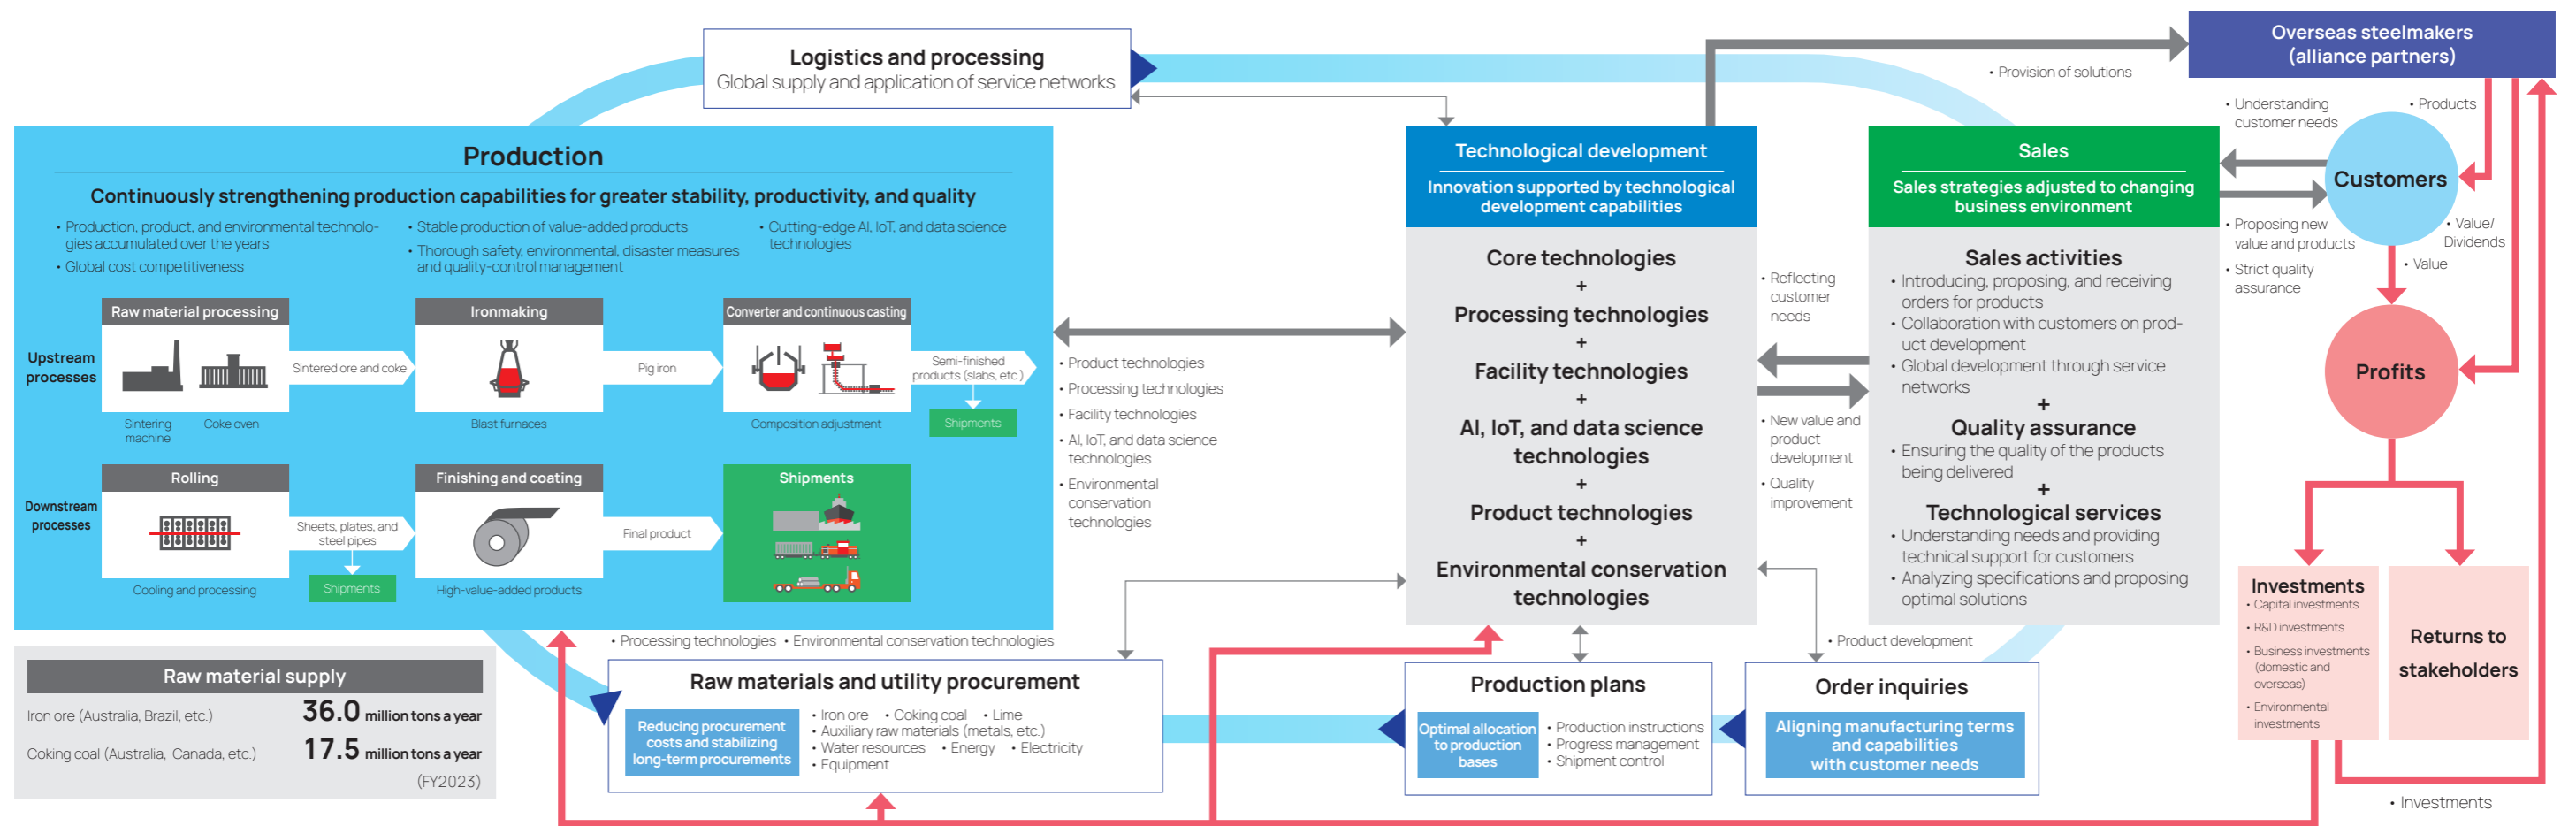 Logistics and processing
Global supply and application of service networks
Overseas steelmakers
(alliance partners)
• Provision of solutions
Production
Continuously strengthening production capabilities for greater stability, productivity, and quality
• Production, product, and environmental technolo-
gies accumulated over the years
• Global cost competitiveness
• Stable production of value-added products
• Thorough safety, environmental, disaster measures
and quality-control management
• Cutting-edge AI, IoT, and data science
technologies
Upstream
processes
Raw material processing
Sintering
machine
Coke oven
Sintered ore and coke
Ironmaking
Blast furnaces
Pig iron
Converter and continuous casting
Composition adjustment
Semi-finished
products (slabs, etc.)
Shipments
Downstream
processes
Rolling
Cooling and processing
Sheets, plates, and
steel pipes
Shipments
Finishing and coating
High-value-added products
Final product
Shipments
• Product technologies
• Processing technologies
• Facility technologies
• AI, IoT, and data science
technologies
• Environmental
conservation
technologies
Technological development
Innovation supported by technological
development capabilities
Core technologies
+
Processing technologies
+
Facility technologies
+
AI, IoT, and data science
technologies
+
Product technologies
+
Environmental conservation
technologies
• Reflecting
customer
needs
• New value and
product
development
• Quality
improvement
Sales
Sales strategies adjusted to changing
business environment
Sales activities
• Introducing, proposing, and receiving
orders for products
• Collaboration with customers on prod-
uct development
• Global development through service
networks
+
Quality assurance
• Ensuring the quality of the products
being delivered
+
Technological services
• Understanding needs and providing
technical support for customers
• Analyzing specifications and proposing
optimal solutions
• Understanding
customer needs
• Products
Customers
• Proposing new
value and products
• Strict quality
assurance
• Value/
Dividends
• Value
Profits
Investments
• Capital investments
• R&D investments
• Business investments
(domestic and
overseas)
• Environmental
investments
Returns to
stakeholders
• Investments
Raw material supply
Iron ore (Australia, Brazil, etc.) 36.0 million tons a year
Coking coal (Australia, Canada, etc.) 17.5 million tons a year
(FY2023)
• Processing technologies • Environmental conservation technologies
Raw materials and utility procurement
Reducing procurement
costs and stabilizing
long-term procurements
• Iron ore • Coking coal • Lime
• Auxiliary raw materials (metals, etc.)
• Water resources • Energy • Electricity
• Equipment
Production plans
Optimal allocation
to production
bases
• Production instructions
• Progress management
• Shipment control
• Product development
Order inquiries
Aligning manufacturing terms
and capabilities
with customer needs